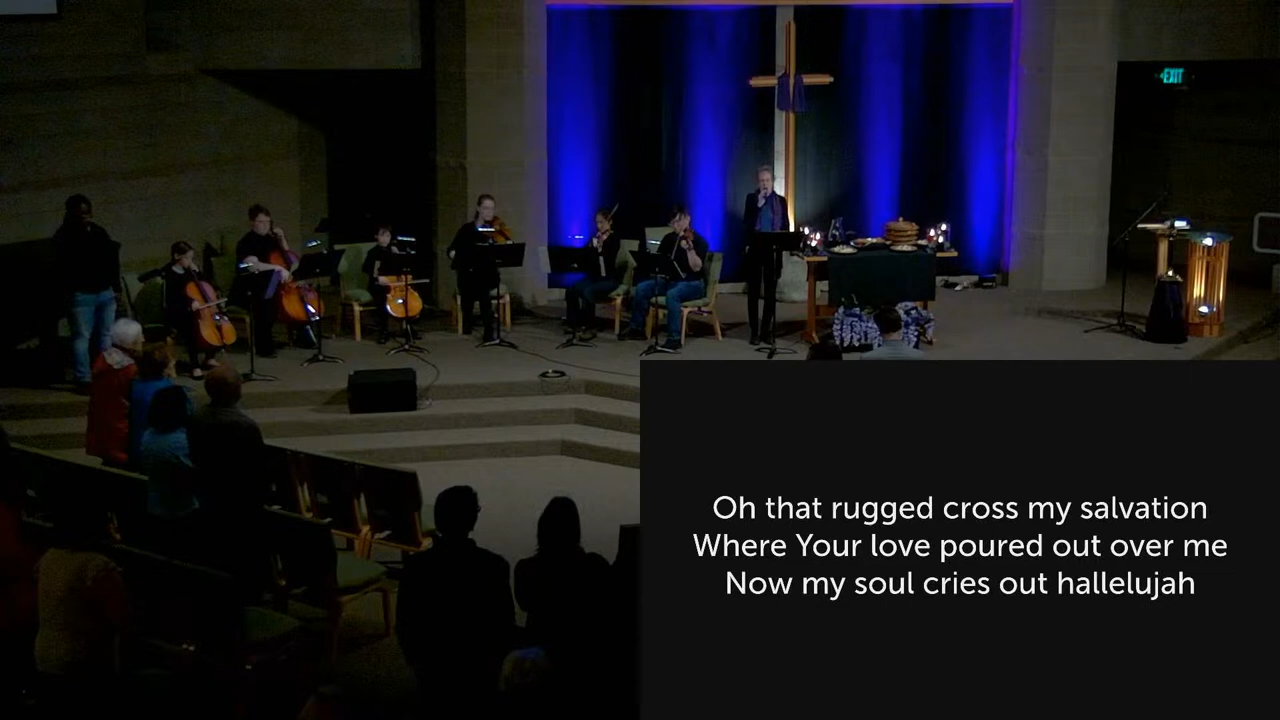 EXIT
Oh that rugged cross my salvation
Where Your love poured out over me
Now my soul cries out hallelujah